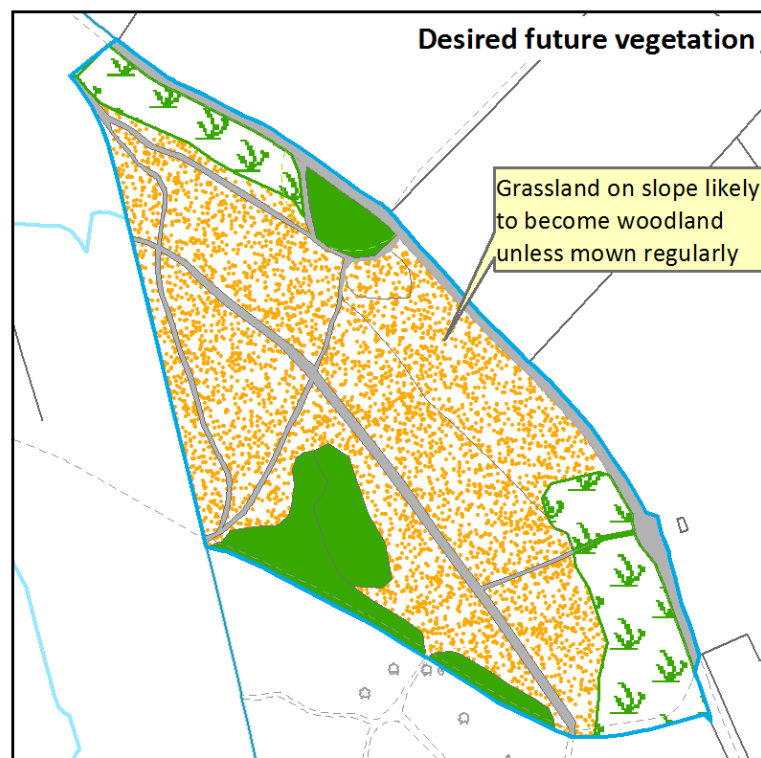 Desired future vegetation
Grassland on slope likely
to become woodland
unless mown regularly